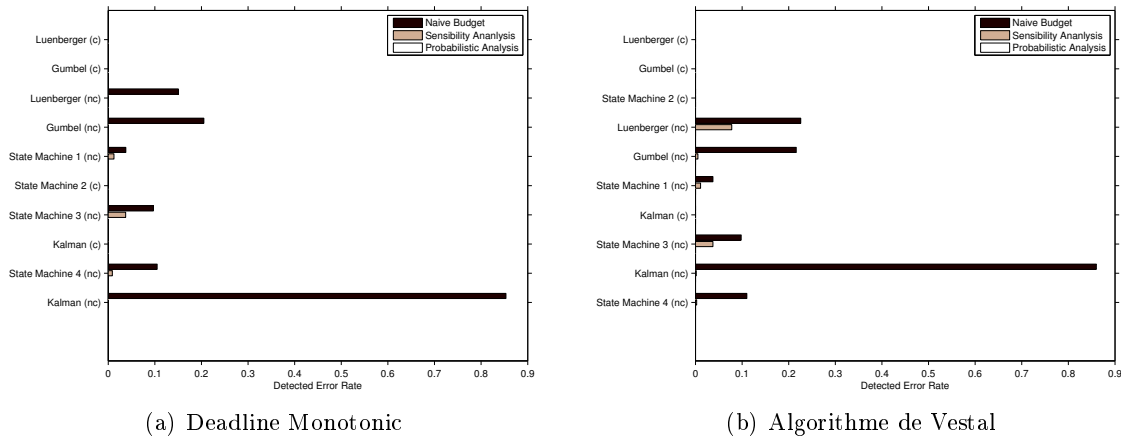 Naive Budget
Sensibility Ananlysis
Probabilistic Analysis
Luenberger (c)
Gumbel (c)
Luenberger (nc)
Gumbel (nc)
State Machine 1 (nc)
State Machine 2 (c)
State Machine 3 (nc)
Kalman (c)
State Machine 4 (nc)
Kalman (nc)
0 0.1 0.2 0.3 0.4 0.5 0.6 0.7 0.8 0.9
Detected Error Rate
(a) Deadline Monotonic
Naive Budget
Sensibility Ananlysis
Probabilistic Analysis
Luenberger (c)
Gumbel (c)
State Machine 2 (c)
Luenberger (nc)
Gumbel (nc)
State Machine 1 (nc)
Kalman (c)
State Machine 3 (nc)
Kalman (nc)
State Machine 4 (nc)
0 0.1 0.2 0.3 0.4 0.5 0.6 0.7 0.8 0.9
Detected Error Rate
(b) Algorithme de Vestal